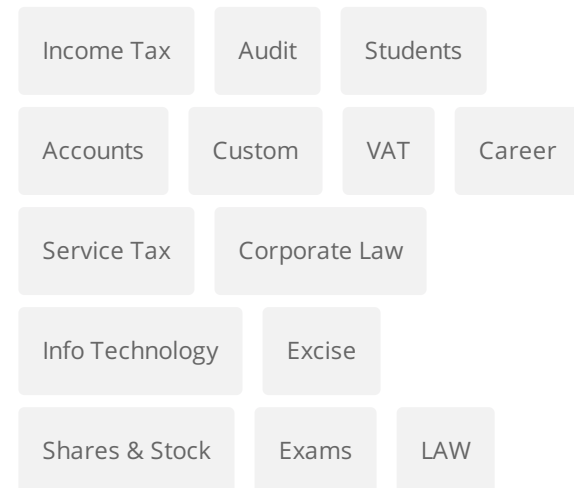 Income Tax Audit Students
Accounts Custom VAT Career
Service Tax Corporate Law
Info Technology Excise
Shares & Stock Exams LAW